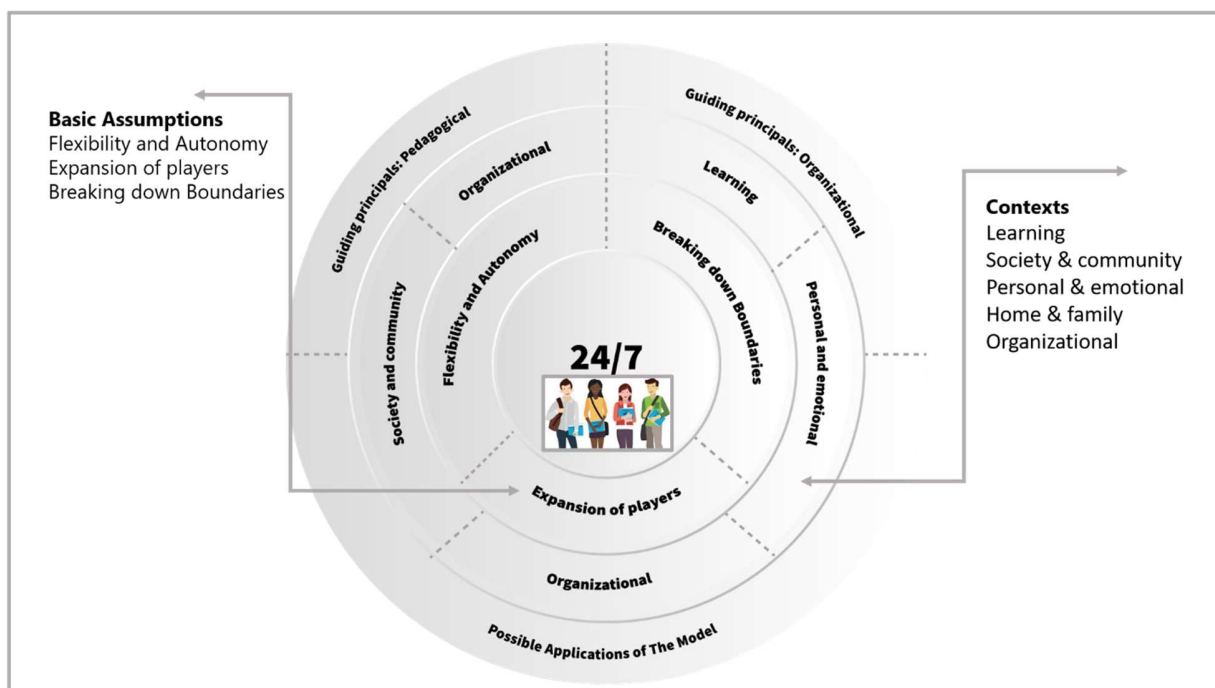 Basic Assumptions
Flexibility and Autonomy
Expansion of players
Breaking down Boundaries
Guiding principals: Pedagogical
Guiding principals: Organizational
Organizational
Learning
Society and community
Flexibility and Autonomy
Breaking down Boundaries
Personal and emotional
24/7
Expansion of players
Organizational
Possible Applications of The Model
Contexts
Learning
Society & community
Personal & emotional
Home & family
Organizational